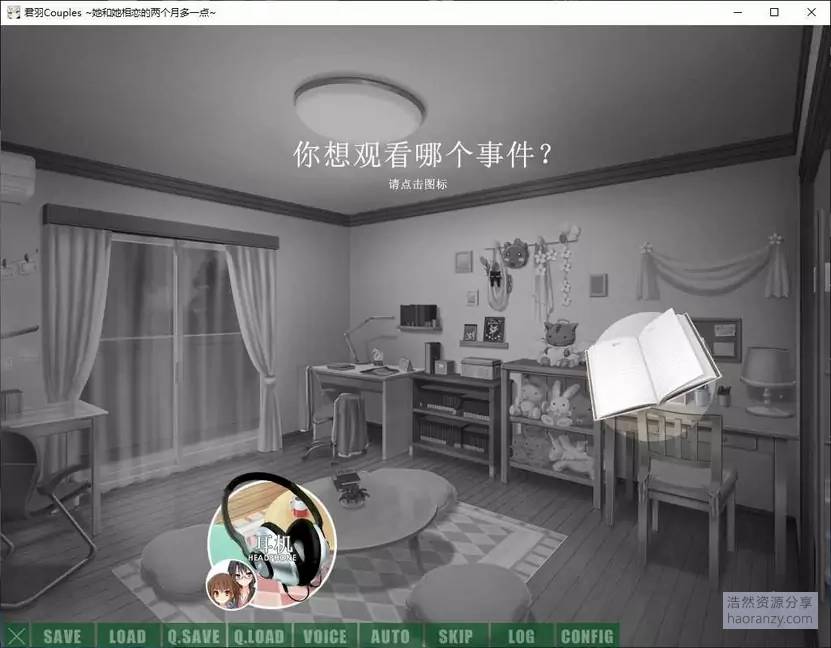 君羽Couples ~她和她相恋的两个月多一点~
你想观看哪个事件？
请点击图标
耳机
HEADPHONE
浩然资源分享
haoranzy.com
SAVE LOAD Q.SAVE Q.LOAD VOICE AUTO SKIP LOG CONFIG